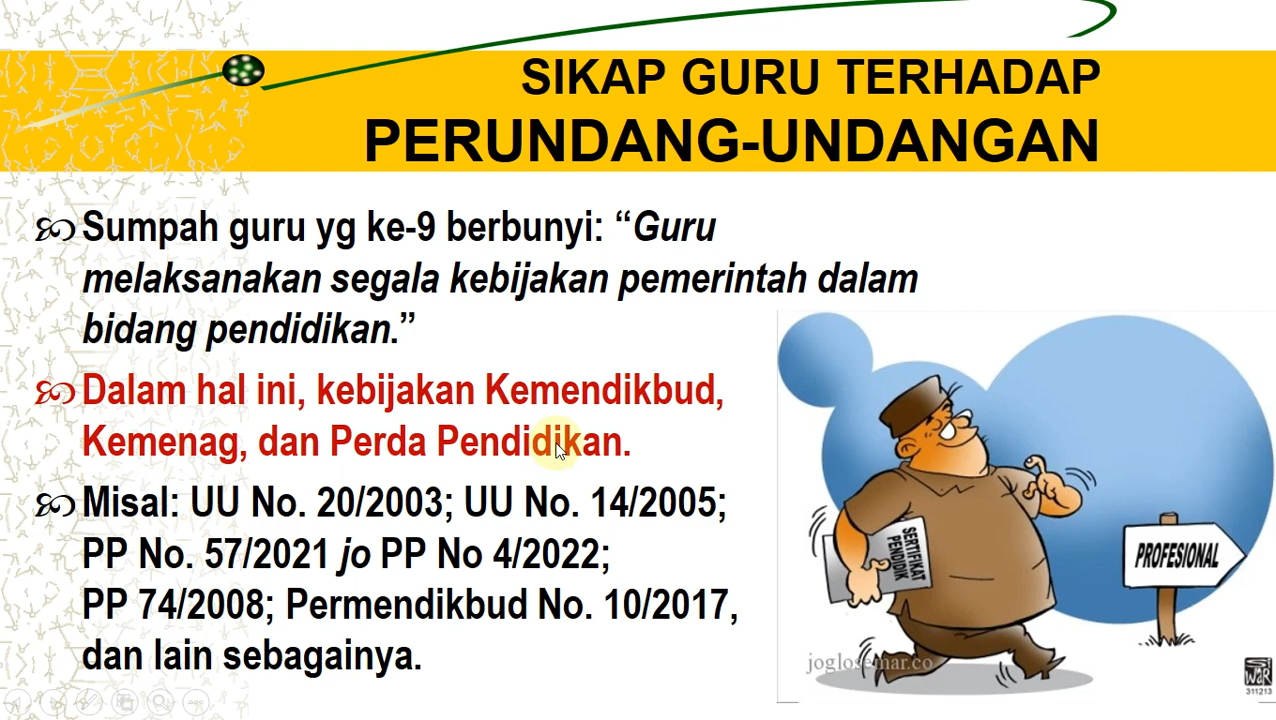 SIKAP GURU TERHADAP
PERUNDANG-UNDANGAN
Sumpah guru yg ke-9 berbunyi: “Guru
melaksanakan segala kebijakan pemerintah dalam
bidang pendidikan.”
Dalam hal ini, kebijakan Kemendikbud,
Kemenag, dan Perda Pendidikan.
Misal: UU No. 20/2003; UU No. 14/2005;
PP No. 57/2021 jo PP No 4/2022;
PP 74/2008; Permendikbud No. 10/2017,
dan lain sebagainya.
SERTIFIKAT
PENDIDIK
PROFESIONAL
joglosemar.co
311213